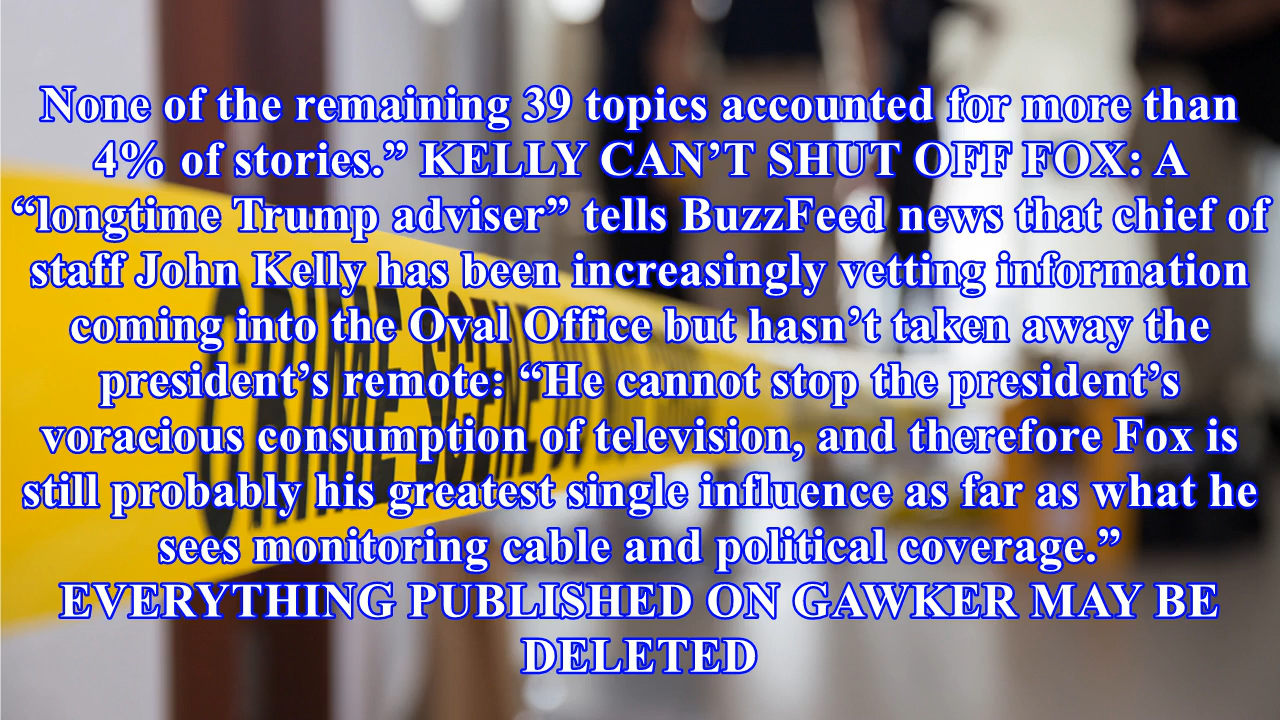 None of the remaining 39 topics accounted for more than
4% of stories.” KELLY CAN’T SHUT OFF FOX: A
“longtime Trump adviser” tells BuzzFeed news that chief of
staff John Kelly has been increasingly vetting information
coming into the Oval Office but hasn’t taken away the
president’s remote: “He cannot stop the president’s
voracious consumption of television, and therefore Fox is
still probably his greatest single influence as far as what he
sees monitoring cable and political coverage.”
EVERYTHING PUBLISHED ON GAWKER MAY BE
DELETED
CRIME SCENE DO NOT